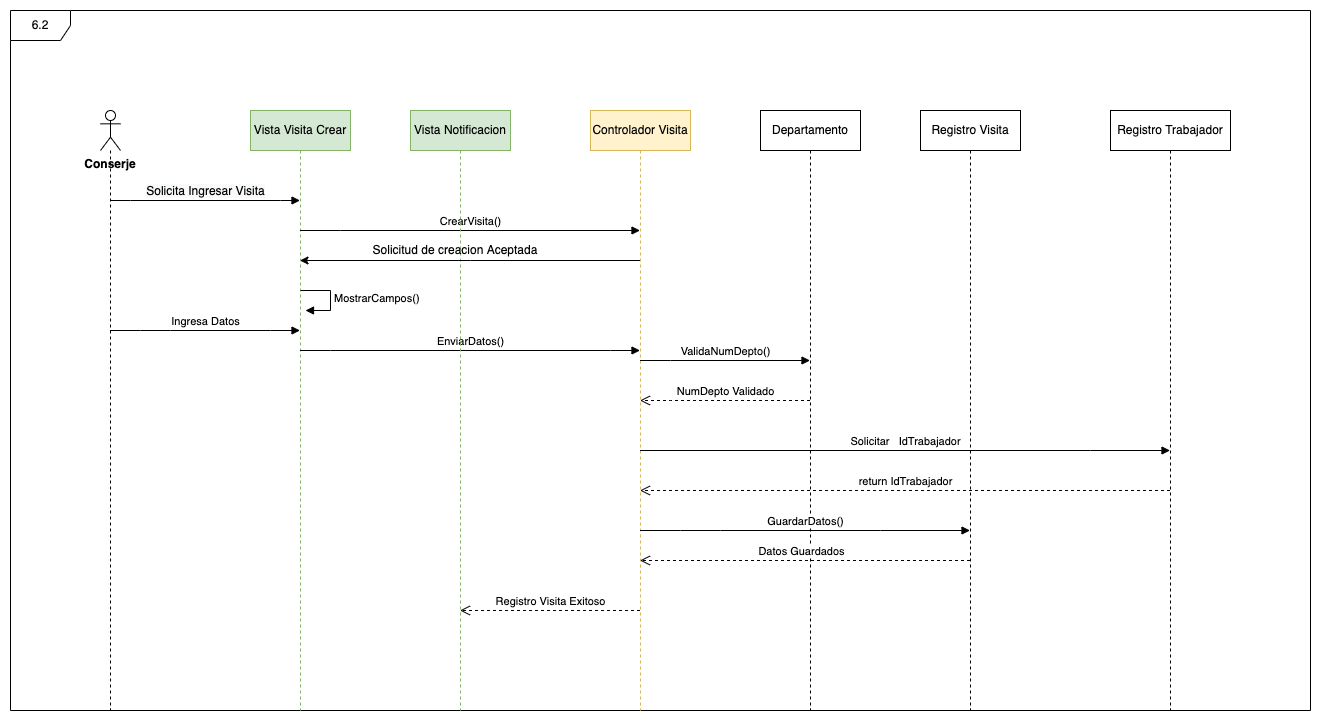 6.2
Vista Visita Crear
Vista Notificacion
Controlador Visita
Departamento
Registro Visita
Registro Trabajador
Conserje
Solicita Ingresar Visita
CrearVisita()
Solicitud de creacion Aceptada
MostrarCampos()
Ingresa Datos
EnviarDatos()
ValidaNumDepto()
NumDepto Validado
Solicitar IdTrabajador
return IdTrabajador
GuardarDatos()
Datos Guardados
Registro Visita Exitoso